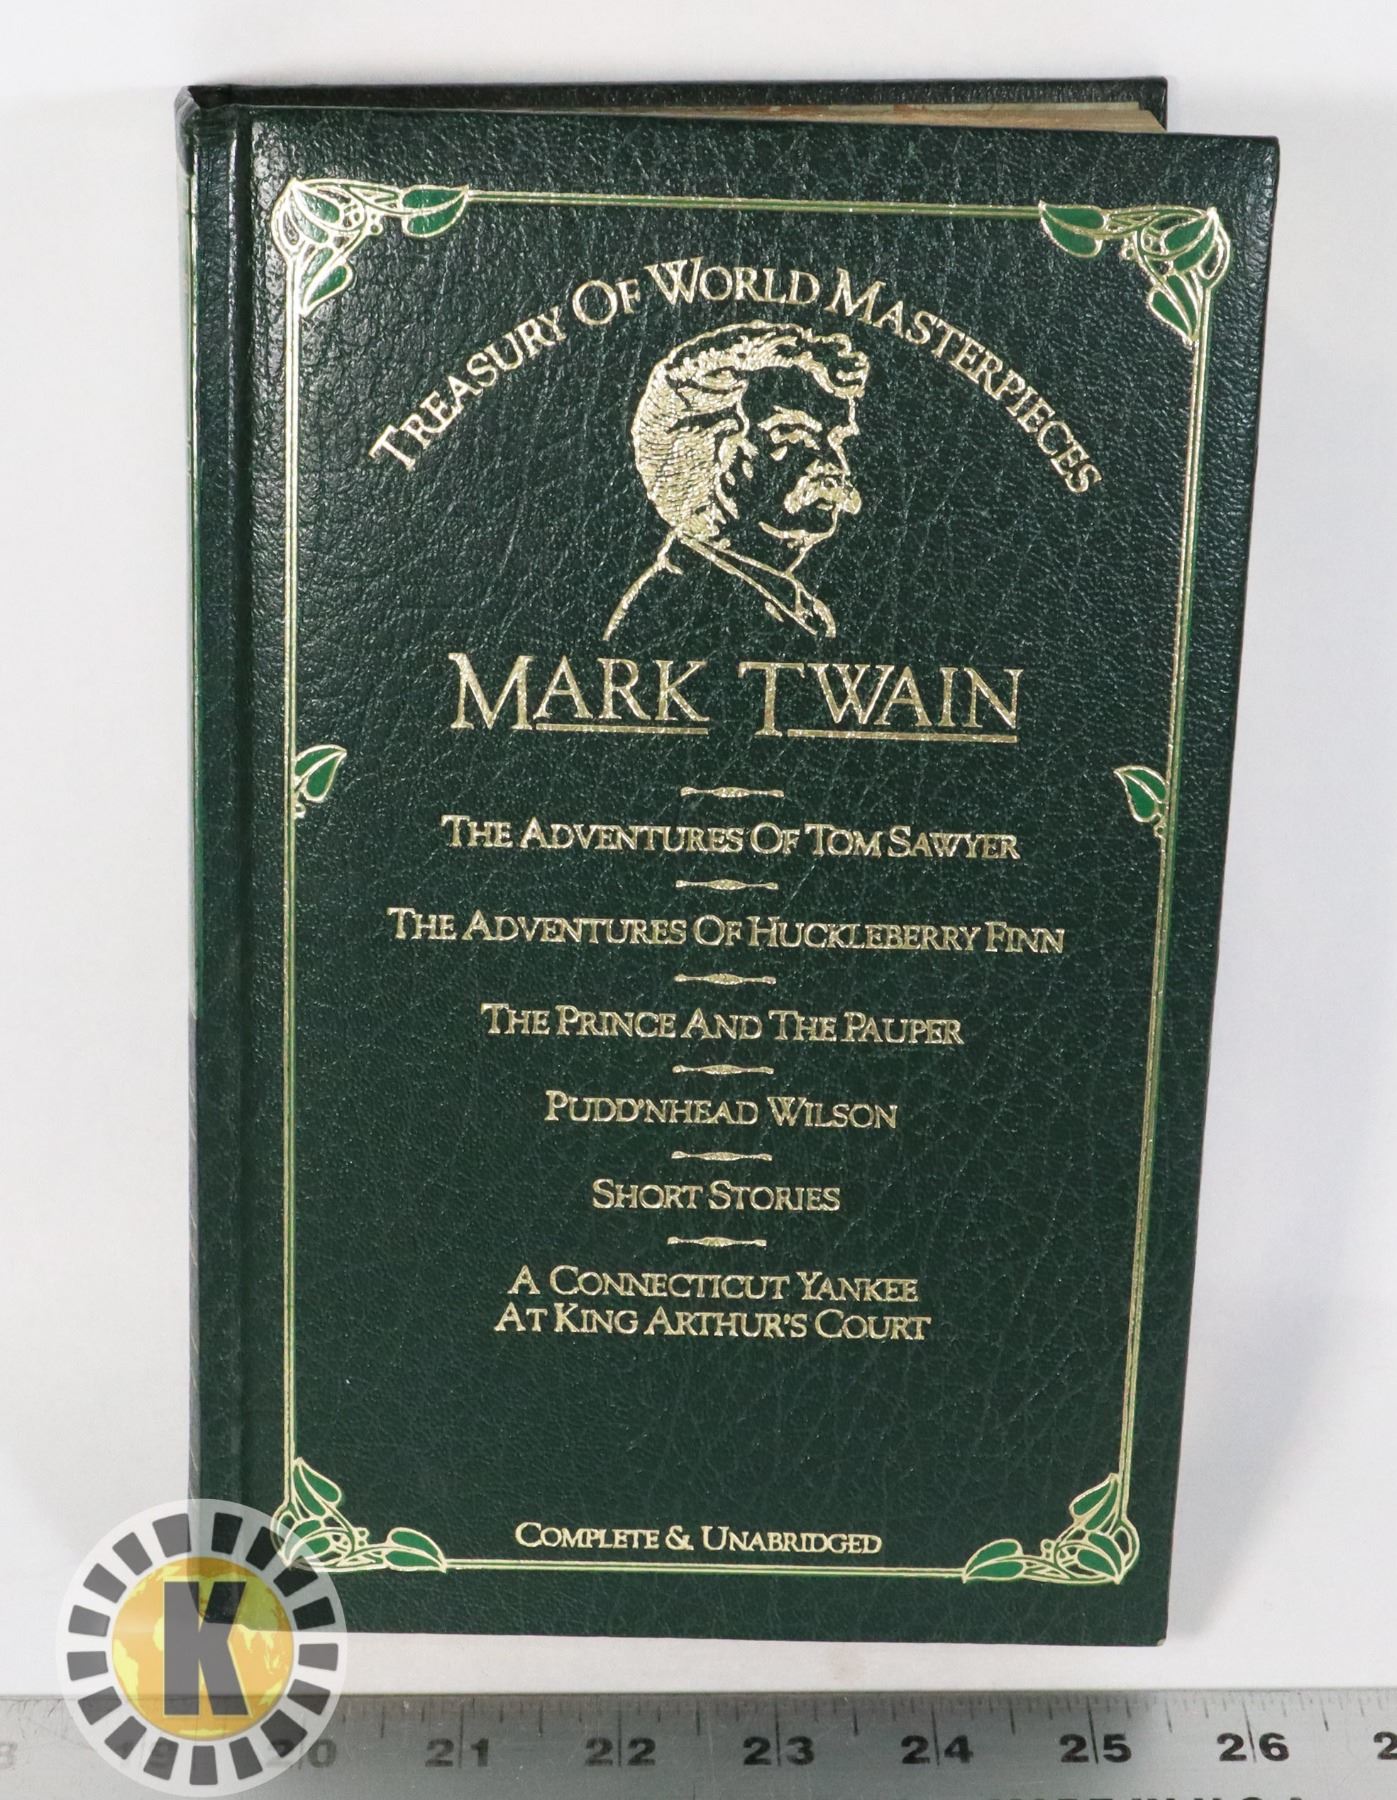 TREASURY OF WORLD MASTERPIECES
MARK TWAIN
THE ADVENTURES OF TOM SAWYER
THE ADVENTURES OF HUCKLEBERRY FINN
THE PRINCE AND THE PAUPER
PUDD'NHEAD WILSON
SHORT STORIES
A CONNECTICUT YANKEE
AT KING ARTHUR'S COURT
COMPLETE & UNABRIDGED
K
19 20 21 22 23 24 25 26